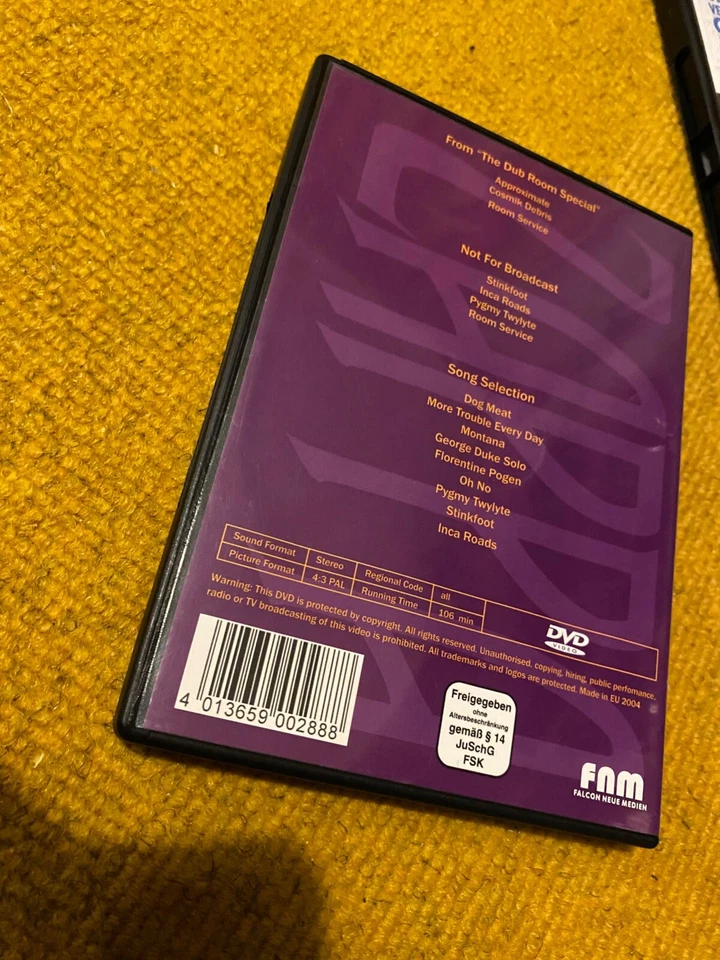 From "The Dub Room Special"
Approximate
Cosmik Debris
Room Service
Not For Broadcast
Stinkfoot
Inca Roads
Pygmy Twylyte
Room Service
Song Selection
Dog Meat
More Trouble Every Day
Montana
George Duke Solo
Florentine Pogen
Oh No
Pygmy Twylyte
Stinkfoot
Inca Roads
Sound Format Stereo Regional Code all
Picture Format 4:3 PAL Running Time 106 min
DVD
VIDEO
Warning: This DVD is protected by copyright. All rights reserved. Unauthorised, copying, hiring, public perfomance,
radio or TV broadcasting of this video is prohibited. All trademarks and logos are protected. Made in EU 2004
4 013659 002888
Freigegeben
ohne
Altersbeschränkung
gemäß § 14
JuSchG
FSK
FNM
FALCON NEUE MEDIEN